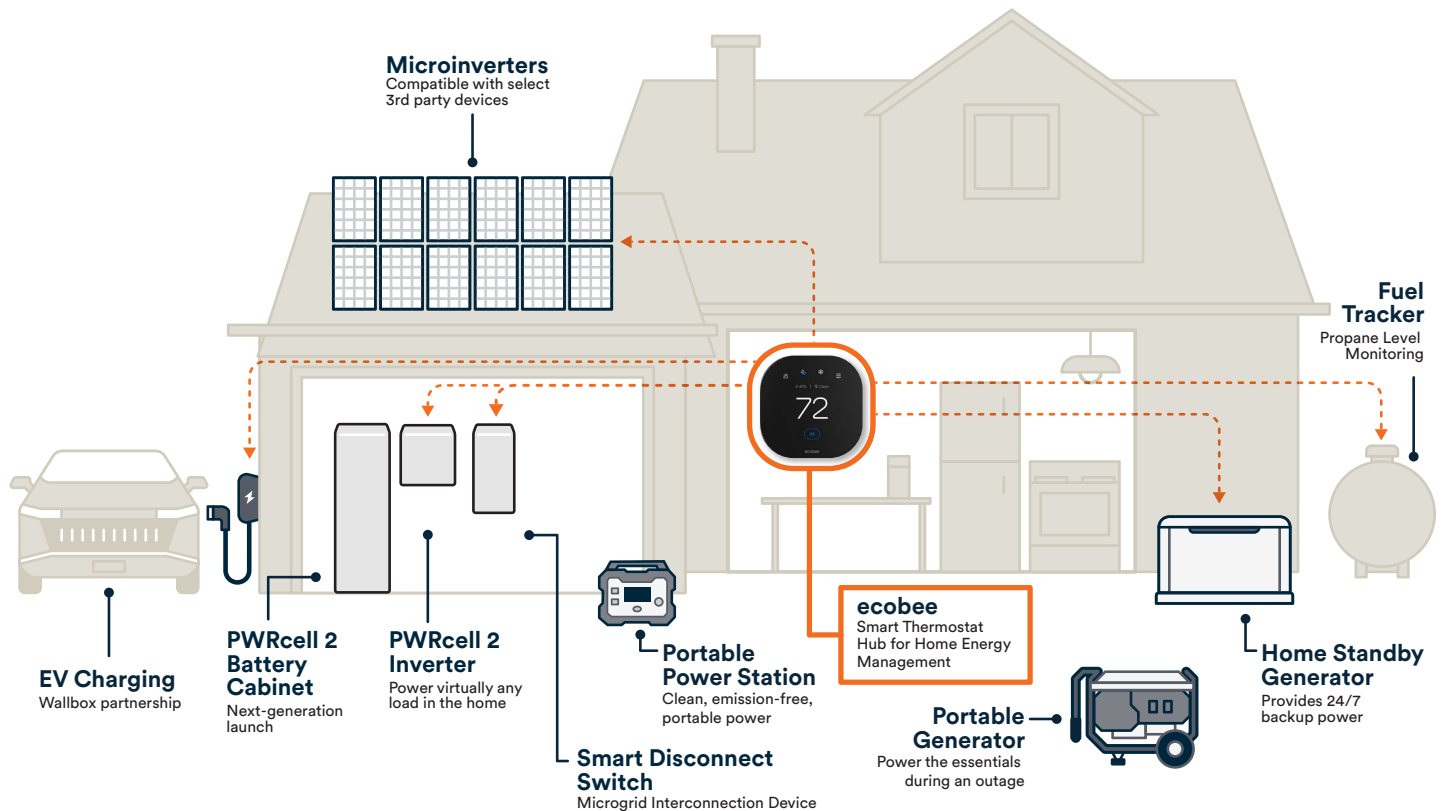 Microinverters
Compatible with select
3rd party devices
Fuel
Tracker
Propane Level
Monitoring
72
ecobee
EV Charging
Wallbox partnership
PWRcell 2
Battery
Cabinet
Next-generation
launch
PWRcell 2
Inverter
Power virtually any
load in the home
Smart Disconnect
Switch
Microgrid Interconnection Device
Portable
Power Station
Clean, emission-free,
portable power
ecobee
Smart Thermostat
Hub for Home Energy
Management
Portable
Generator
Power the essentials
during an outage
Home Standby
Generator
Provides 24/7
backup power